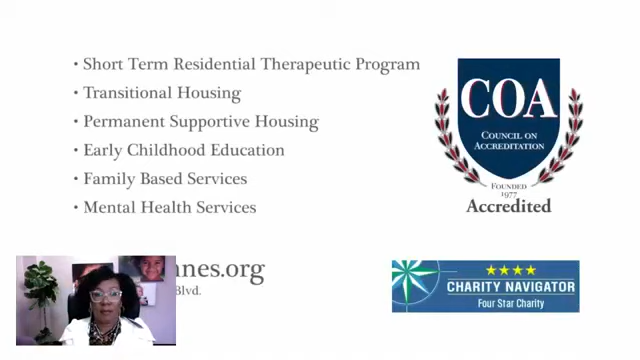 • Short Term Residential Therapeutic Program
• Transitional Housing
• Permanent Supportive Housing
• Early Childhood Education
• Family Based Services
• Mental Health Services
COA
COUNCIL ON
ACCREDITATION
FOUNDED
1977
Accredited
nnes.org
Blvd.
CHARITY NAVIGATOR
Four Star Charity